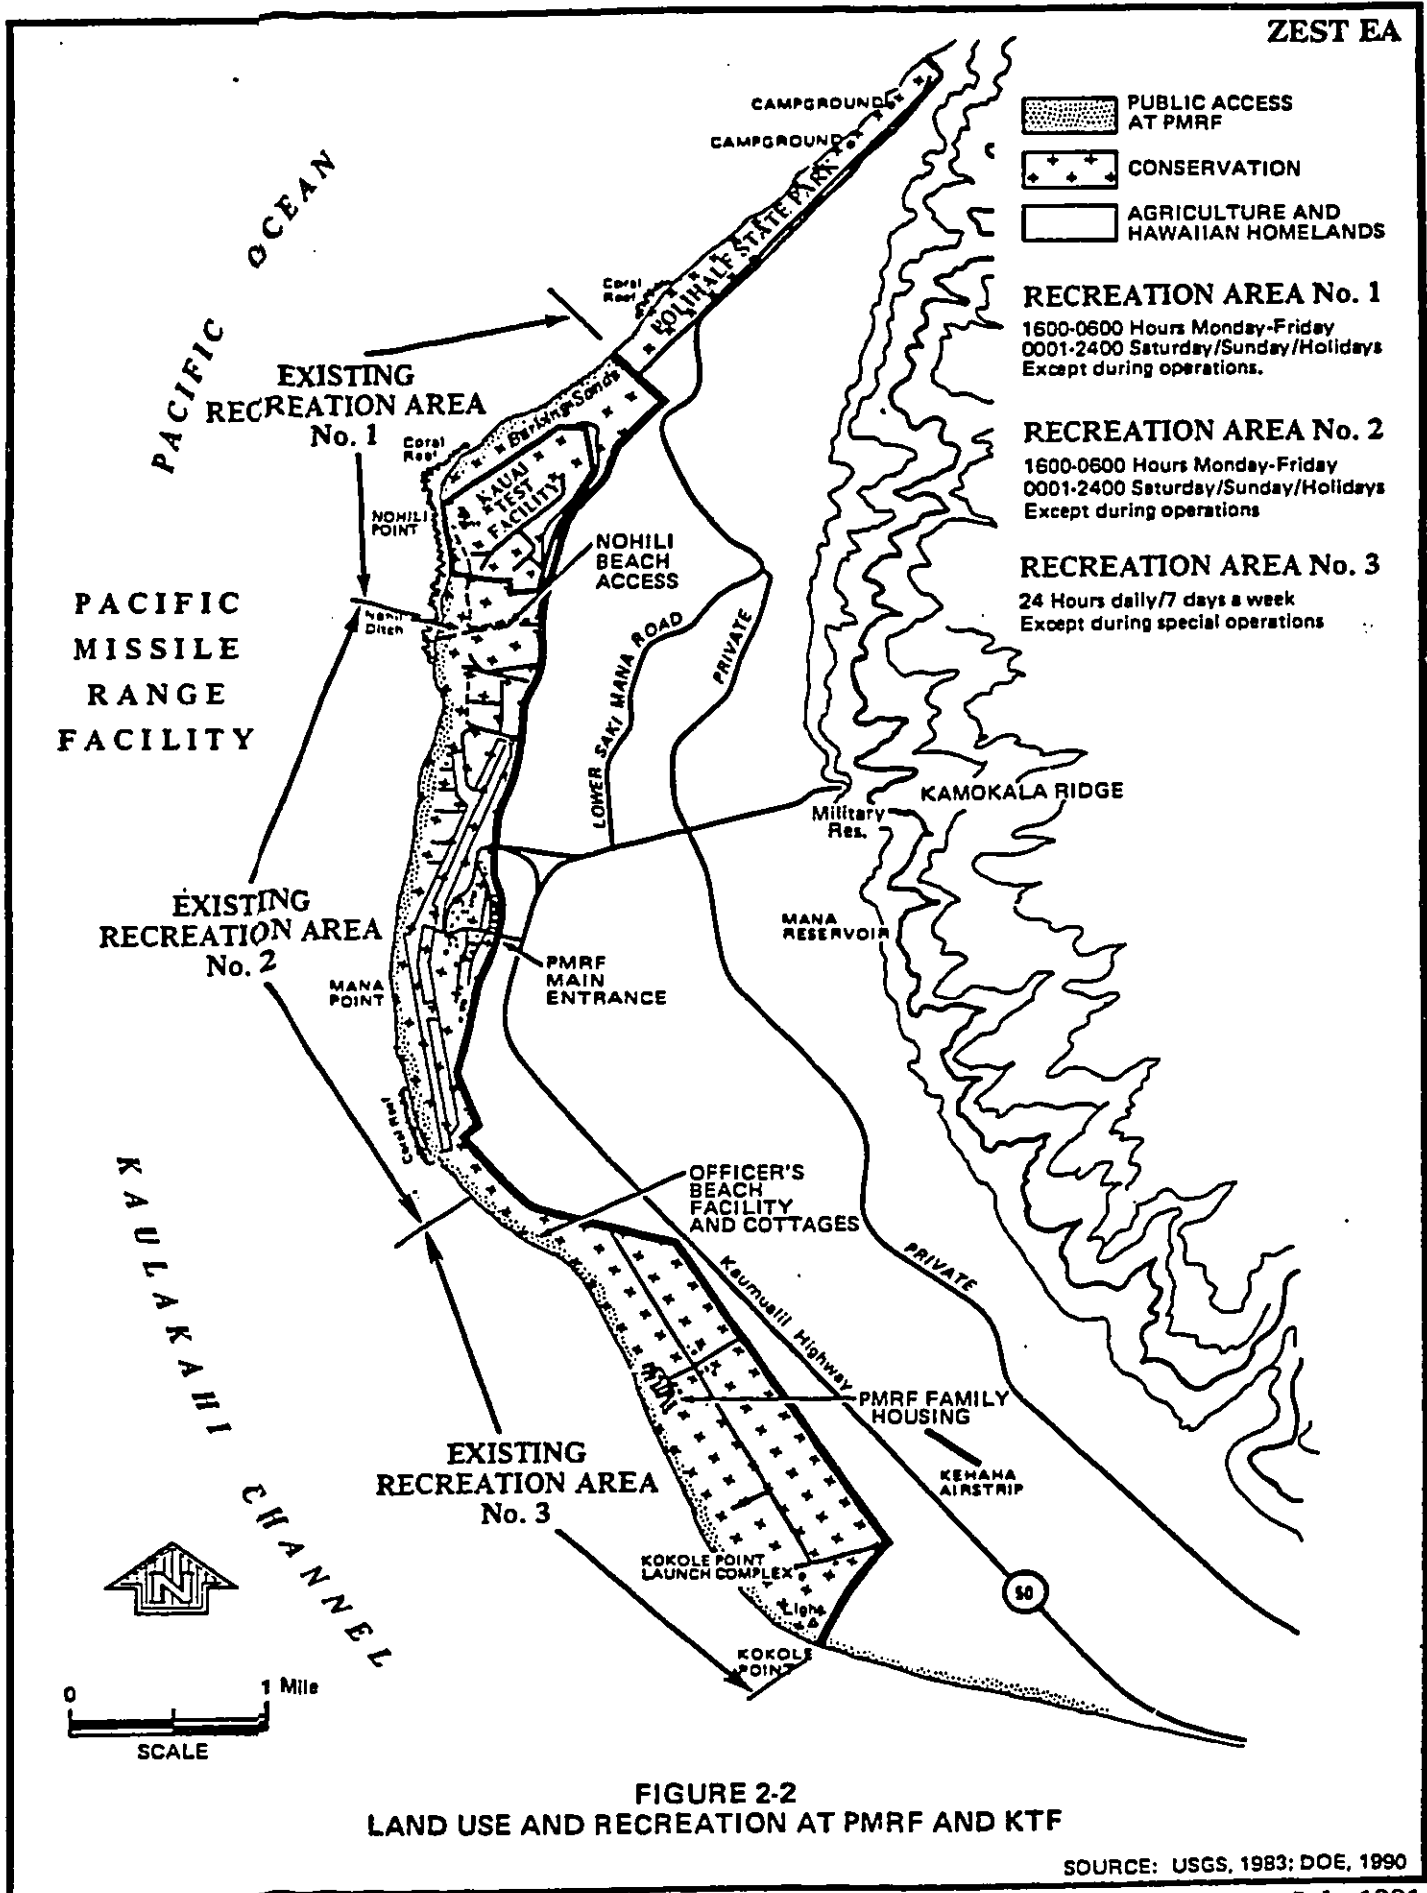 ZEST EA
CAMPGROUND
CAMPGROUND
POLIHALE STATE PARK
PUBLIC ACCESS
AT PMRF
CONSERVATION
AGRICULTURE AND
HAWAIIAN HOMELANDS
RECREATION AREA No. 1
1600-0600 Hours Monday-Friday
0001-2400 Saturday/Sunday/Holidays
Except during operations.
RECREATION AREA No. 2
1600-0600 Hours Monday-Friday
0001-2400 Saturday/Sunday/Holidays
Except during operations
RECREATION AREA No. 3
24 Hours daily/7 days a week
Except during special operations
PACIFIC OCEAN
Coral
Reef
EXISTING
RECREATION AREA
No. 1
Barking Sands
Coral
Reef
KAUAI
TEST
FACILITY
NOHILI
POINT
NOHILI
BEACH
ACCESS
PACIFIC
MISSILE
RANGE
FACILITY
Ditch
LOWER SAKI MANA ROAD
PRIVATE
KAMOKALA RIDGE
Military
Res.
MANA
RESERVOIR
EXISTING
RECREATION AREA
No. 2
MANA
POINT
PMRF
MAIN
ENTRANCE
Coral Reef
KAULAKAHI CHANNEL
OFFICER'S
BEACH
FACILITY
AND COTTAGES
PRIVATE
Kaumualii Highway
PMRF FAMILY
HOUSING
KEHAHA
AIRSTRIP
EXISTING
RECREATION AREA
No. 3
KOKOLE POINT
LAUNCH COMPLEX
Light
KOKOLE
POINT
50
N
0 1 Mile
SCALE
FIGURE 2-2
LAND USE AND RECREATION AT PMRF AND KTF
SOURCE: USGS, 1983; DOE, 1990